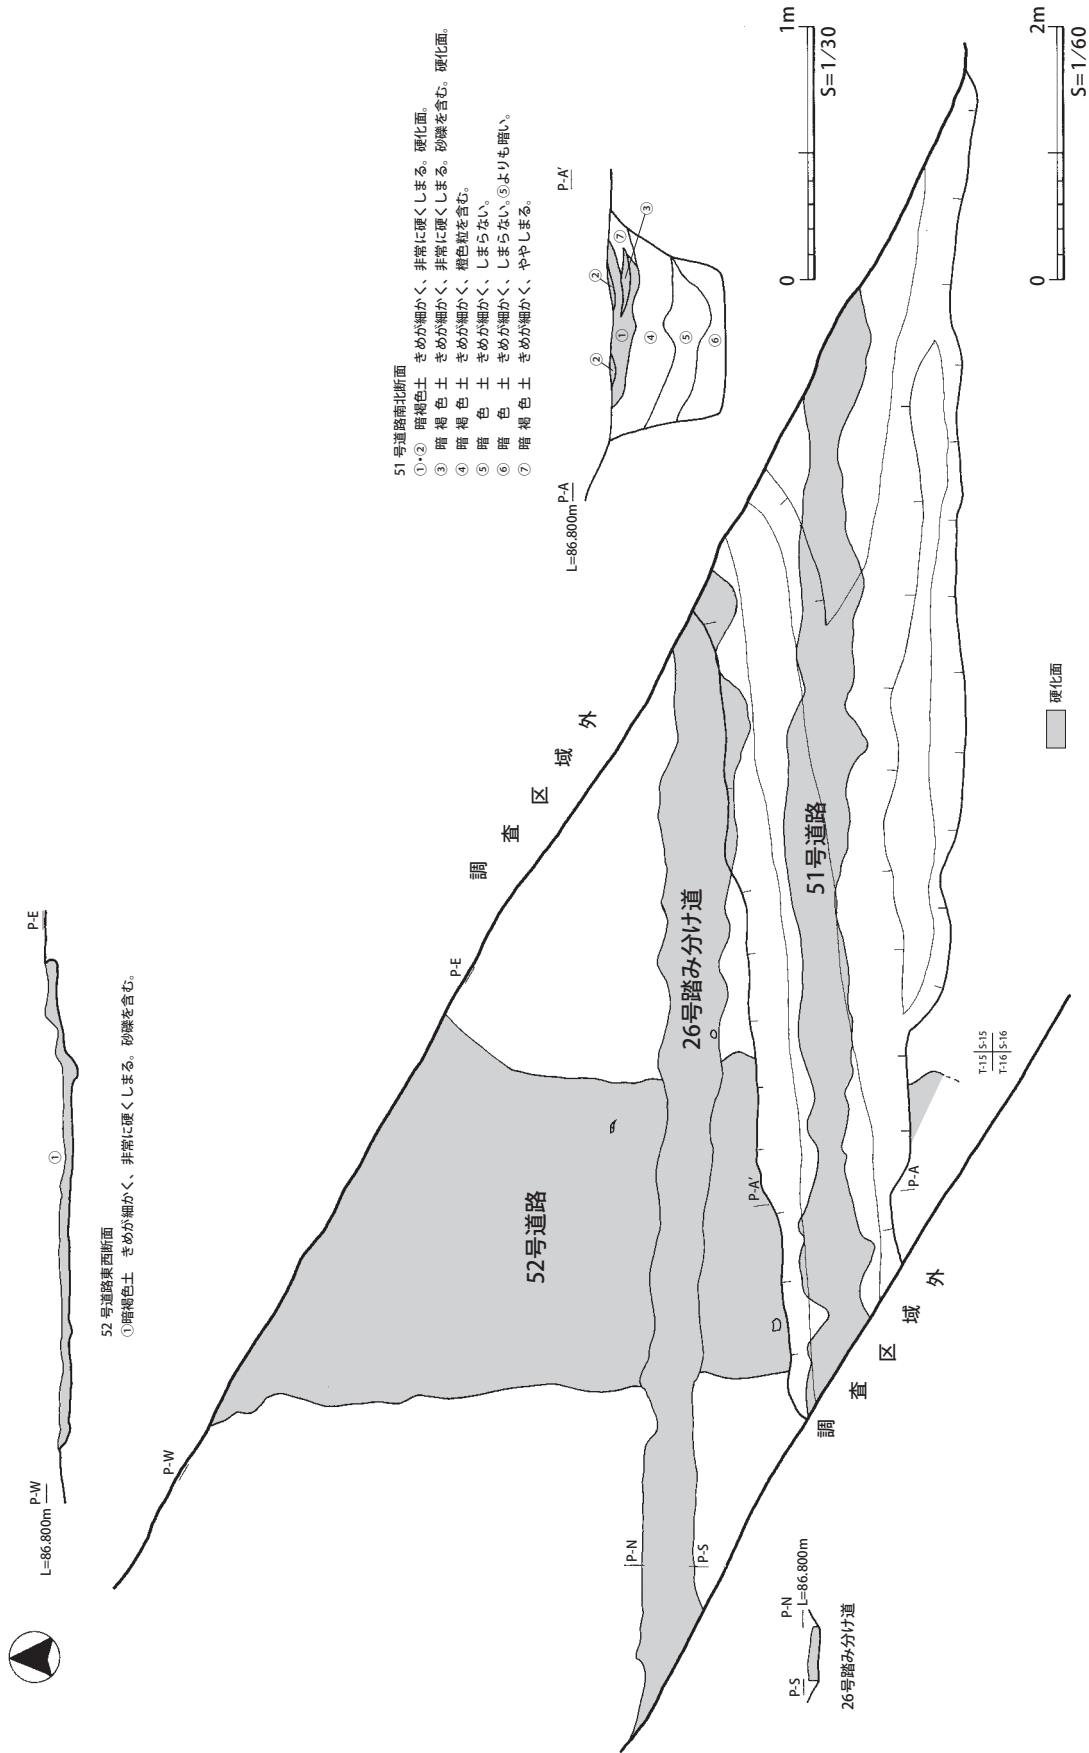 L=86.800m
P-W
P-E
①
52 号道路東西断面
①暗褐色土 きめが細かく、非常に硬くしまる。砂礫を含む。
51 号道路南北断面
①・② 暗褐色土 きめが細かく、非常に硬くしまる。硬化面。
③ 暗褐色土 きめが細かく、非常に硬くしまる。砂礫を含む。硬化面。
④ 暗褐色土 きめが細かく、橙色粒を含む。
⑤ 暗色土 きめが細かく、しまらない。
⑥ 暗色土 きめが細かく、しまらない。⑤よりも暗い。
⑦ 暗褐色土 きめが細かく、ややしまる。
L=86.800m
P-A
P-A'
②
②
①
③
⑦
④
⑤
⑥
P-W
P-E
調査区域外
52号道路
26号踏み分け道
51号道路
P-N
P-S
P-A'
P-A
調査区域外
T-15 S-15
T-16 S-16
P-S
P-N
L=86.800m
26号踏み分け道
硬化面
0
1m
S=1/30
0
2m
S=1/60